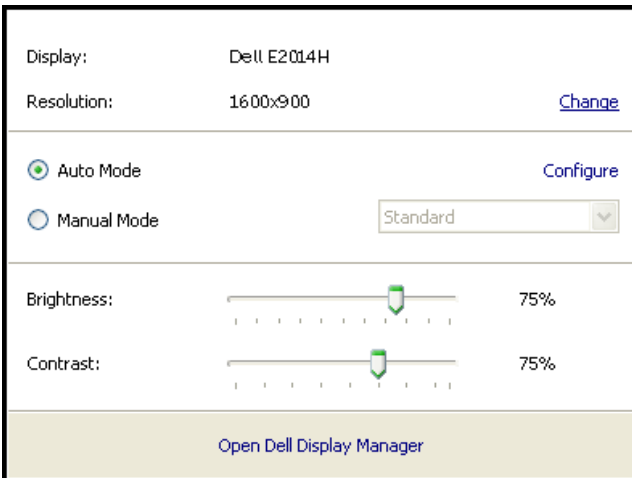 Display: Dell E2014H
Resolution: 1600x900 Change
Auto Mode Configure
Manual Mode Standard
Brightness: 75%
Contrast: 75%
Open Dell Display Manager